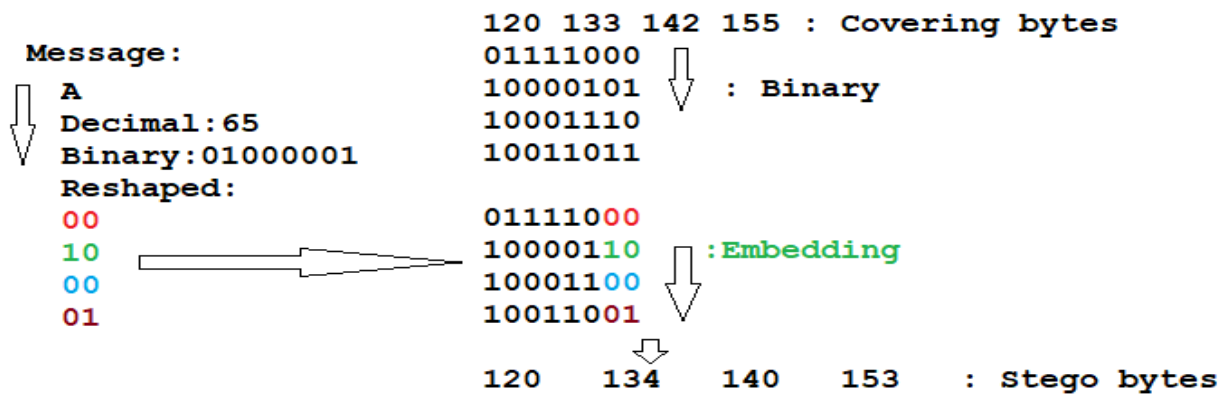 Message:
A
Decimal:65
Binary:01000001
Reshaped:
00
10
00
01
120 133 142 155 : Covering bytes
01111000
10000101 : Binary
10001110
10011011
01111000
10000110 :Embedding
10001100
10011001
120 134 140 153 : Stego bytes